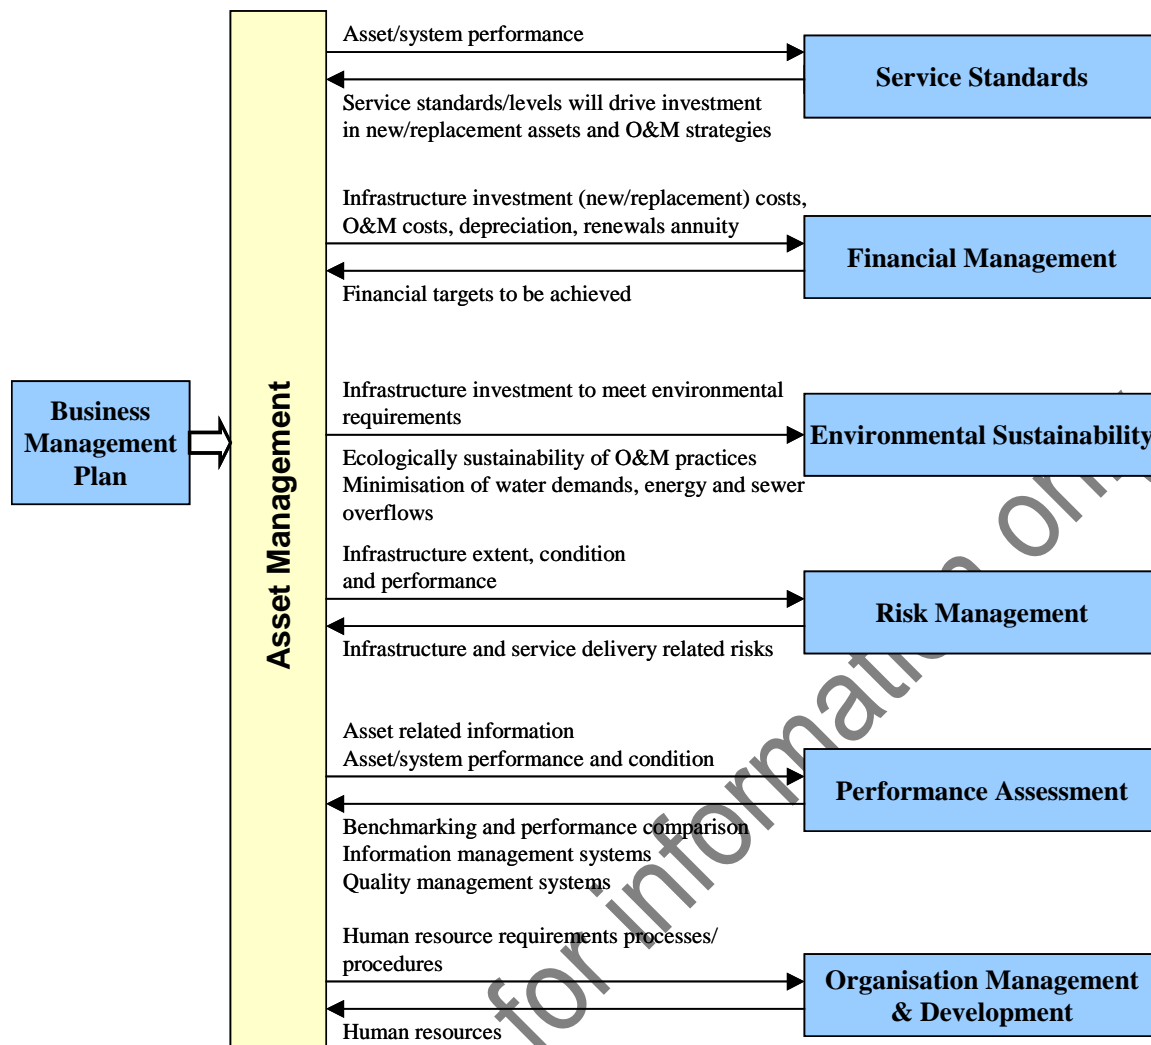 Asset/system performance
Service Standards
Service standards/levels will drive investment
in new/replacement assets and O&M strategies
Infrastructure investment (new/replacement) costs,
O&M costs, depreciation, renewals annuity
Financial Management
Financial targets to be achieved
Business
Management
Plan
Asset Management
Infrastructure investment to meet environmental
requirements
Environmental Sustainability
Ecologically sustainability of O&M practices
Minimisation of water demands, energy and sewer
overflows
Infrastructure extent, condition
and performance
Risk Management
Infrastructure and service delivery related risks
Asset related information
Asset/system performance and condition
Performance Assessment
Benchmarking and performance comparison
Information management systems
Quality management systems
Human resource requirements processes/
procedures
Organisation Management
& Development
Human resources
for information